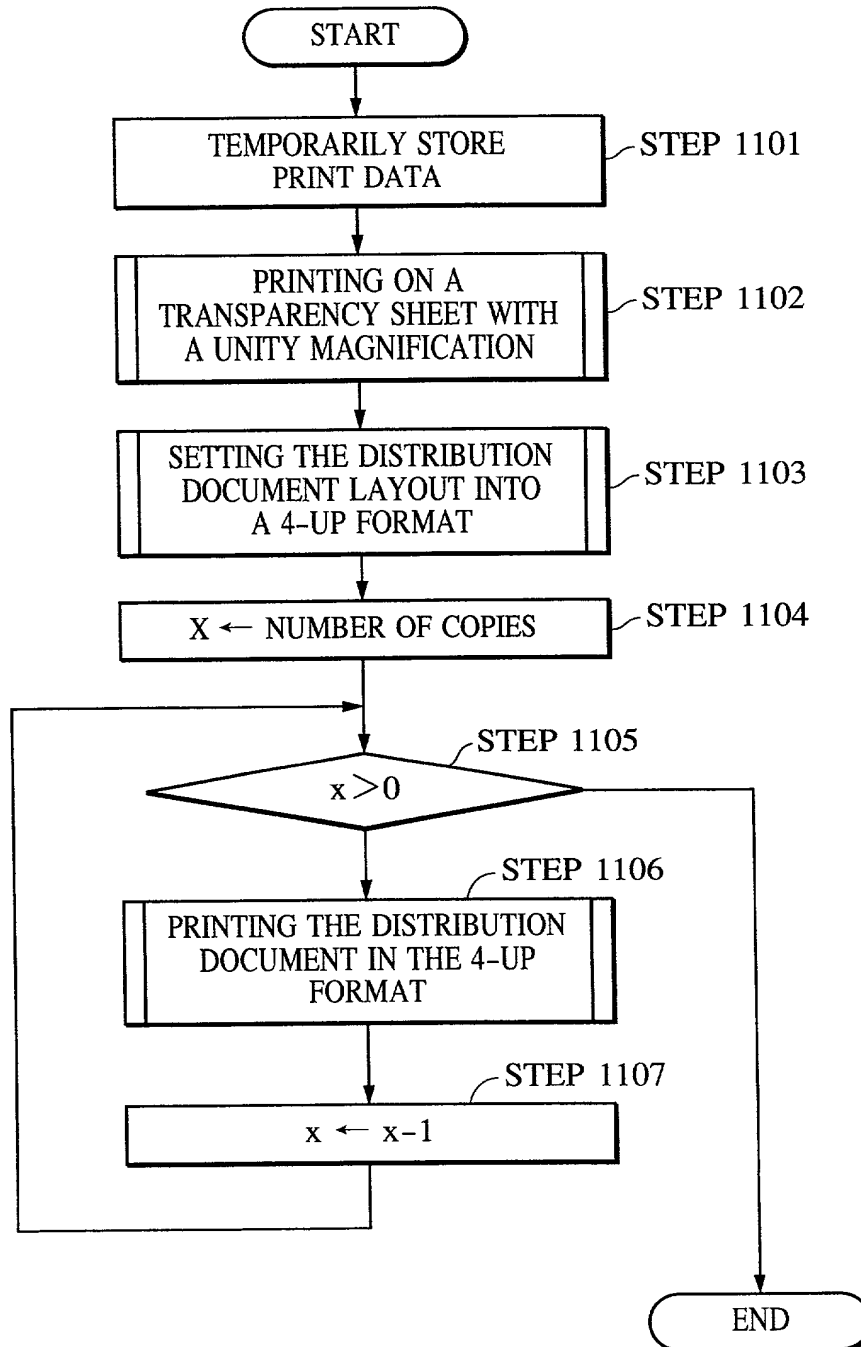 START
TEMPORARILY STORE
PRINT DATA
STEP 1101
PRINTING ON A
TRANSPARENCY SHEET WITH
A UNITY MAGNIFICATION
STEP 1102
SETTING THE DISTRIBUTION
DOCUMENT LAYOUT INTO
A 4-UP FORMAT
STEP 1103
X ← NUMBER OF COPIES
STEP 1104
STEP 1105
x>0
STEP 1106
PRINTING THE DISTRIBUTION
DOCUMENT IN THE 4-UP
FORMAT
STEP 1107
x ← x-1
END